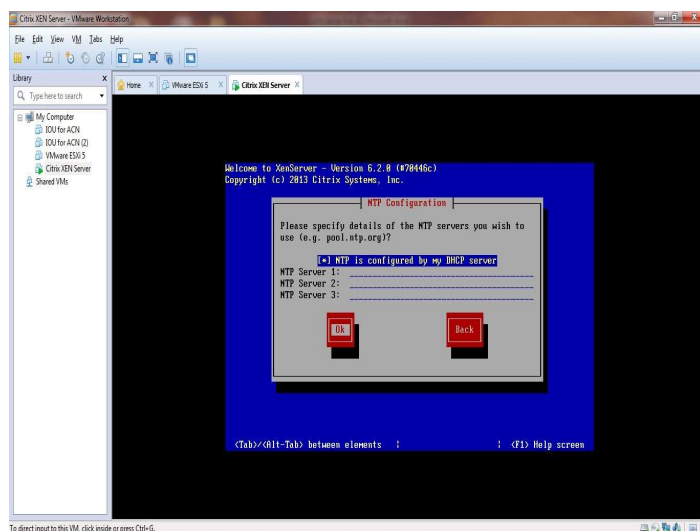 Citrix XEN Server - VMware Workstation
File Edit View VM Tabs Help
Library x
Type here to search
Home X VMware ESXi 5 X Citrix XEN Server X
My Computer
IOU for ACN
IOU for ACN (2)
VMware ESXi 5
Citrix XEN Server
Shared VMs
Welcome to XenServer - Version 6.2.0 (#70446c)
Copyright (c) 2013 Citrix Systems, Inc.
NTP Configuration
Please specify details of the NTP servers you wish to
use (e.g. pool.ntp.org)?
[*] NTP is configured by my DHCP server
NTP Server 1:
NTP Server 2:
NTP Server 3:
Ok Back
<Tab>/<Alt-Tab> between elements | | <F1> Help screen
To direct input to this VM, click inside or press Ctrl+G.